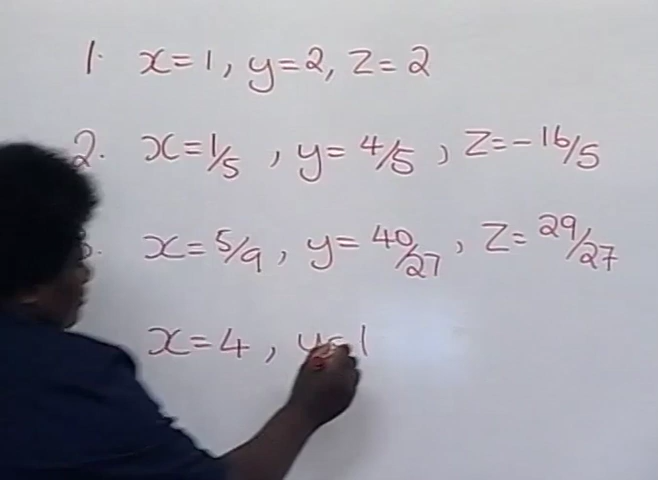 1. x=1, y=2, z=2
2. x=1/5, y=4/5, z=-16/5
3. x=5/9, y=40/27, z=29/27
x=4, y=1